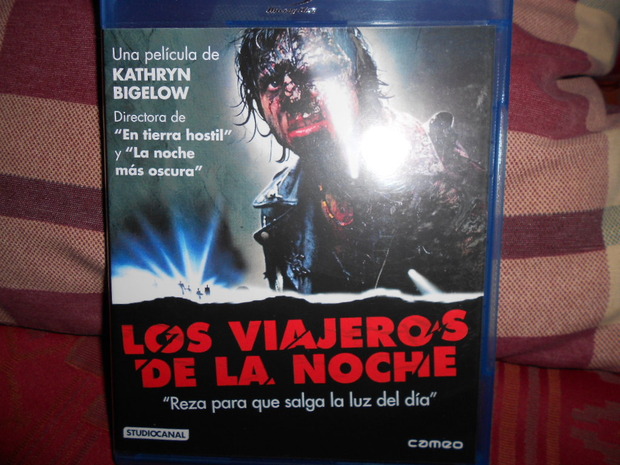 Una película de
KATHRYN
BIGELOW
Directora de
“En tierra hostil”
y “La noche
más oscura”
LOS VIAJEROS
DE LA NOCHE
“Reza para que salga la luz del día”
STUDIOCANAL
cameo